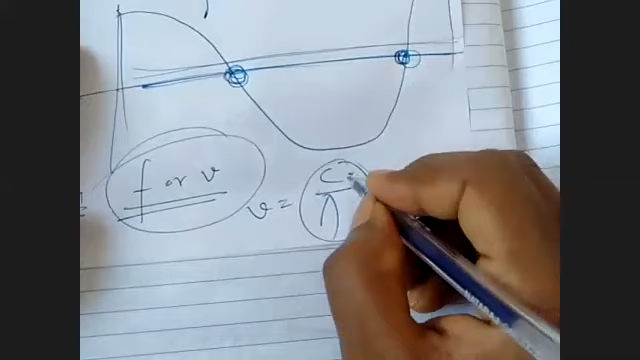 f or ν
ν = c
λ